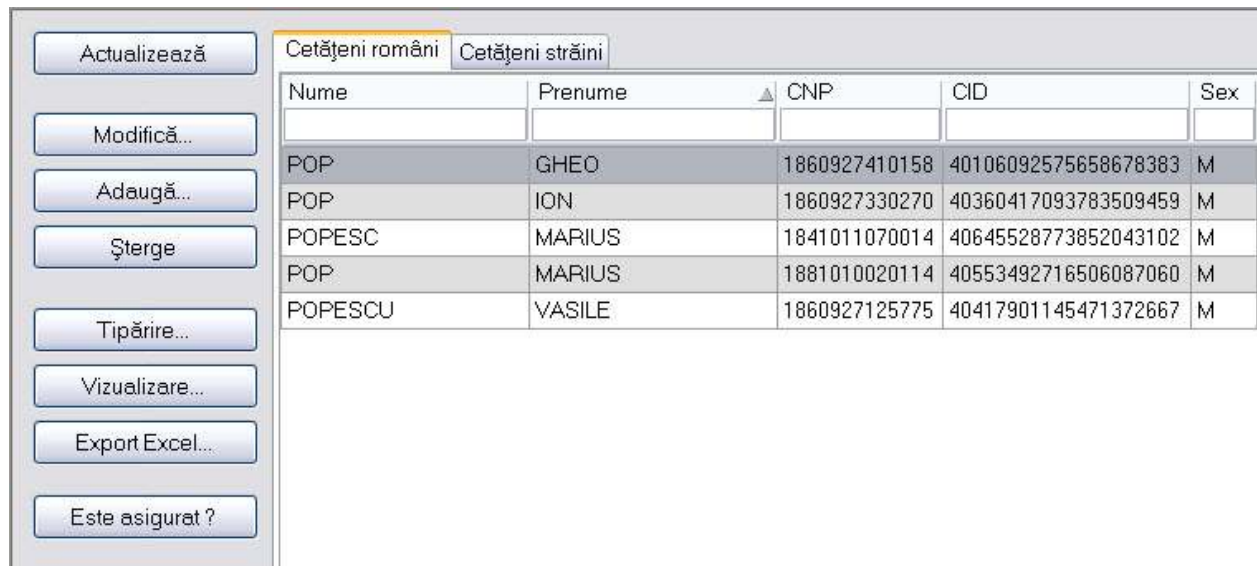 Actualizează
Modifică...
Adaugă...
Şterge
Tipărire...
Vizualizare...
Export Excel...
Este asigurat ?
Cetăţeni români Cetăţeni străini
Nume Prenume CNP CID Sex
POP GHEO 1860927410158 40106092575658678383 M
POP ION 1860927330270 40360417093783509459 M
POPESC MARIUS 1841011070014 40645528773852043102 M
POP MARIUS 1881010020114 40553492716506087060 M
POPESCU VASILE 1860927125775 40417901145471372667 M